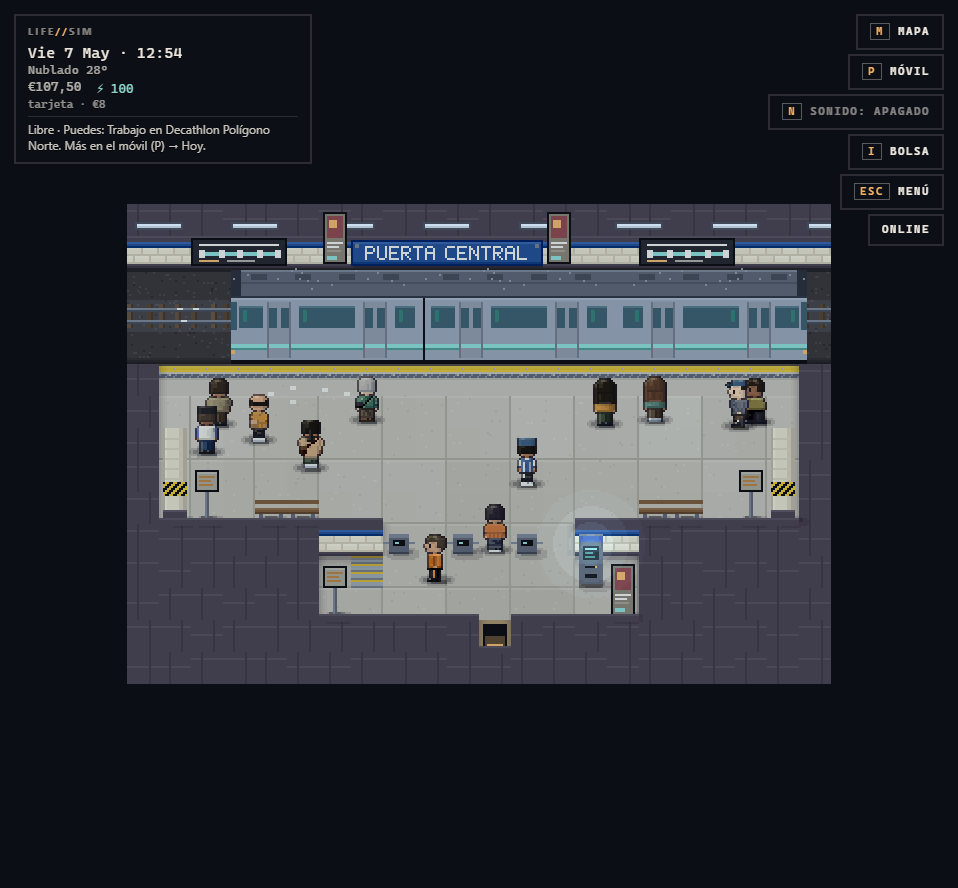 LIFE//SIM
Vie 7 May · 12:54
Nublado 28º
€107,50 ⚡ 100
tarjeta · €8
Libre · Puedes: Trabajo en Decathlon Polígono
Norte. Más en el móvil (P) → Hoy.
M MAPA
P MÓVIL
N SONIDO: APAGADO
I BOLSA
ESC MENÚ
ONLINE
PUERTA CENTRAL